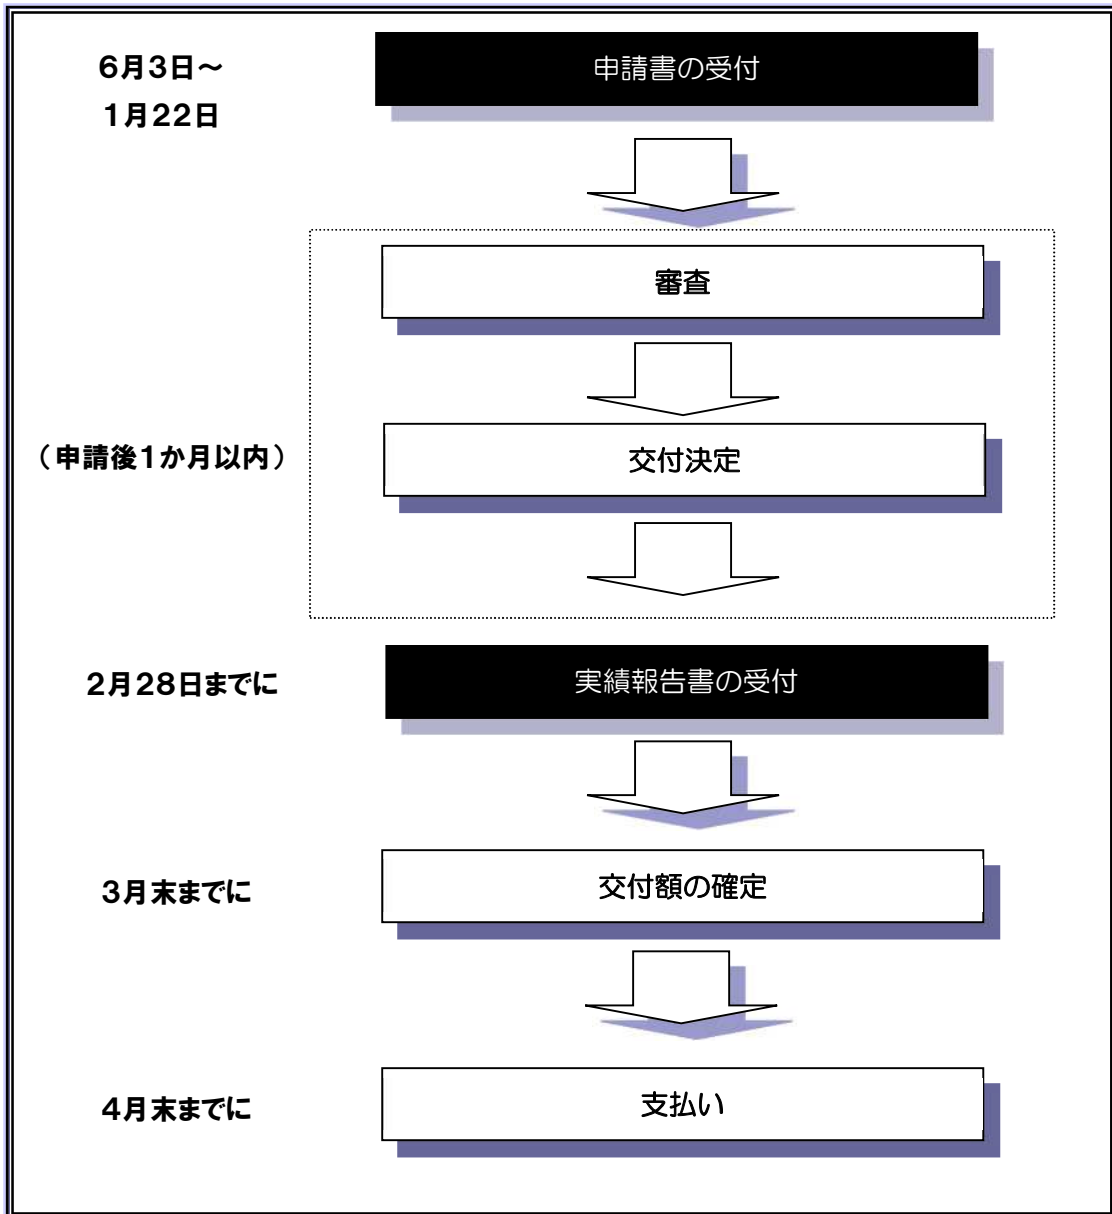 6月3日~
1月22日
申請書の受付
審査
(申請後1か月以内)
交付決定
2月28日までに
実績報告書の受付
3月末までに
交付額の確定
4月末までに
支払い